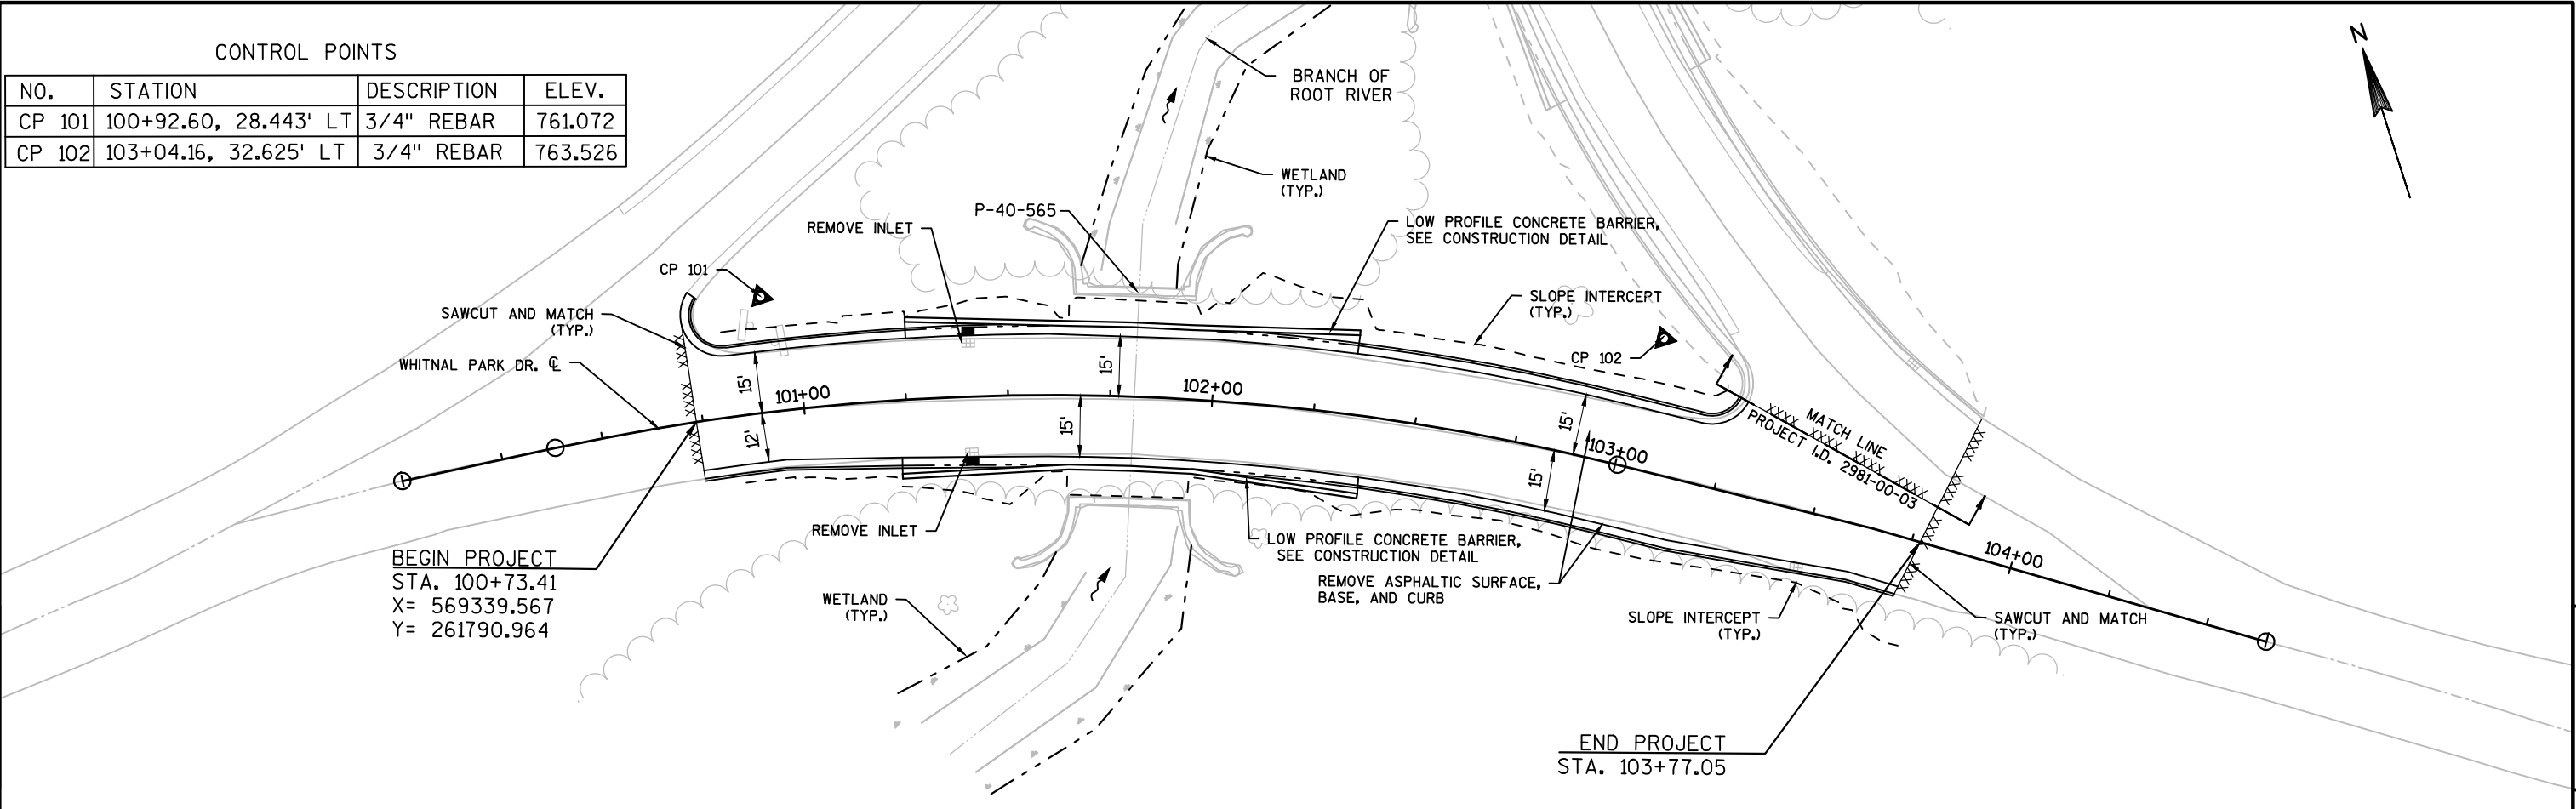 CONTROL POINTS
NO. STATION DESCRIPTION ELEV.
CP 101 100+92.60, 28.443' LT 3/4" REBAR 761.072
CP 102 103+04.16, 32.625' LT 3/4" REBAR 763.526
N
BRANCH OF
ROOT RIVER
WETLAND
(TYP.)
P-40-565
REMOVE INLET
LOW PROFILE CONCRETE BARRIER,
SEE CONSTRUCTION DETAIL
CP 101
SLOPE INTERCEPT
(TYP.)
SAWCUT AND MATCH
(TYP.)
CP 102
WHITNAL PARK DR. ℄
15'
101+00
15'
102+00
12'
15'
15'
103+00
15'
MATCH LINE
PROJECT I.D. 2981-00-03
XXXX XXXX XXXX XXXX XXXX
104+00
REMOVE INLET
LOW PROFILE CONCRETE BARRIER,
SEE CONSTRUCTION DETAIL
REMOVE ASPHALTIC SURFACE,
BASE, AND CURB
BEGIN PROJECT
STA. 100+73.41
X= 569339.567
Y= 261790.964
WETLAND
(TYP.)
SLOPE INTERCEPT
(TYP.)
SAWCUT AND MATCH
(TYP.)
END PROJECT
STA. 103+77.05